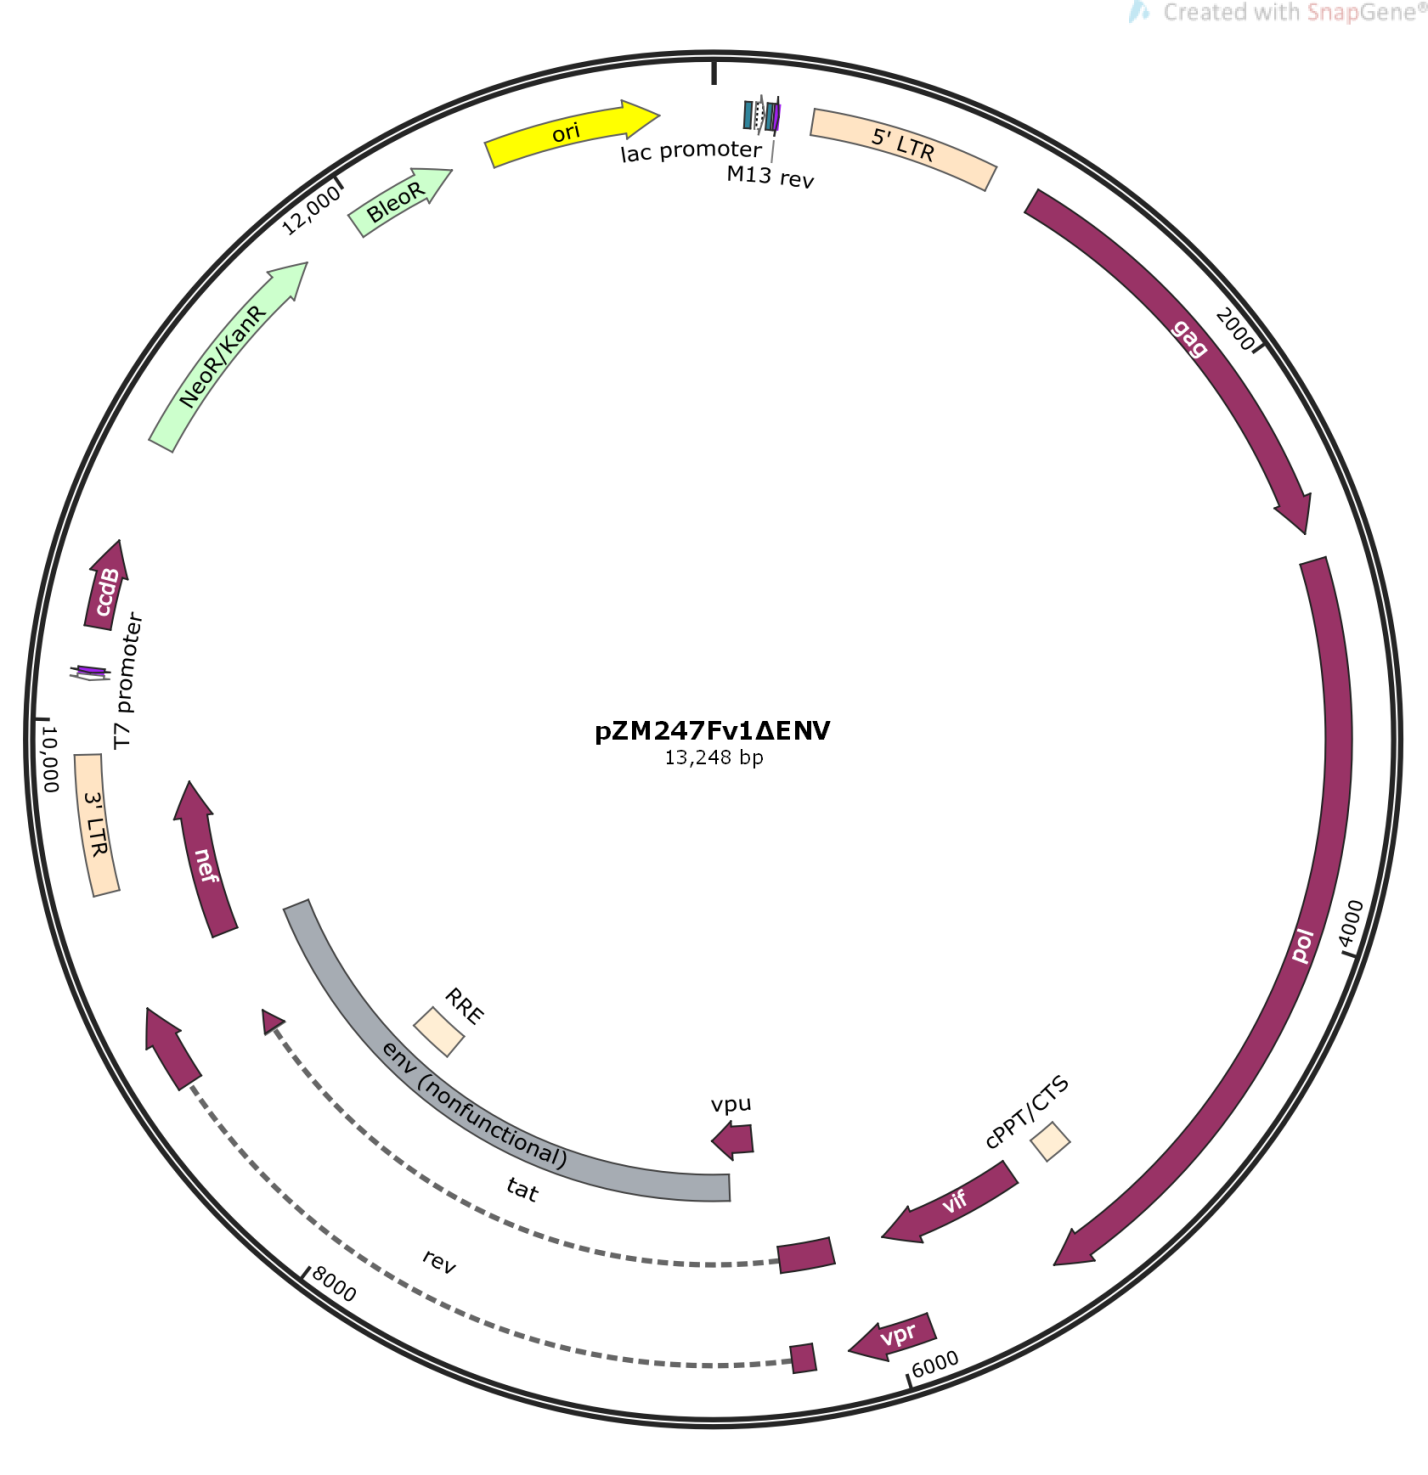 Created with SnapGene®
ori
lac promoter
M13 rev
5' LTR
BleoR
12,000
NeoR/KanR
gag
2000
ccdB
T7 promoter
10,000
pZM247Fv1ΔENV
13,248 bp
3' LTR
nef
pol
4000
RRE
env (nonfunctional)
vpu
cPPT/CTS
vif
tat
rev
8000
vpr
6000